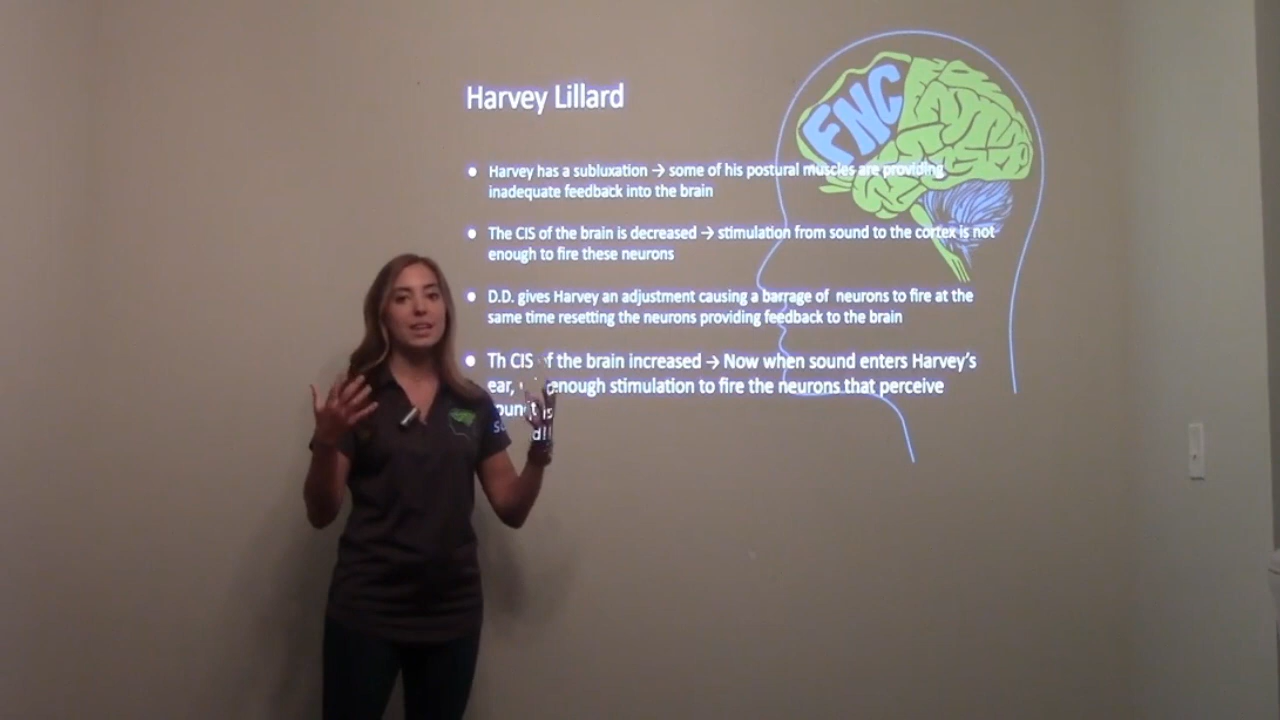 Harvey Lillard
FNC
• Harvey has a subluxation → some of his postural muscles are providing
inadequate feedback into the brain
• The CIS of the brain is decreased → stimulation from sound to the cortex is not
enough to fire these neurons
• D.D. gives Harvey an adjustment causing a barrage of neurons to fire at the
same time resetting the neurons providing feedback to the brain
• Th CIS of the brain increased → Now when sound enters Harvey's
ear, enough stimulation to fire the neurons that perceive